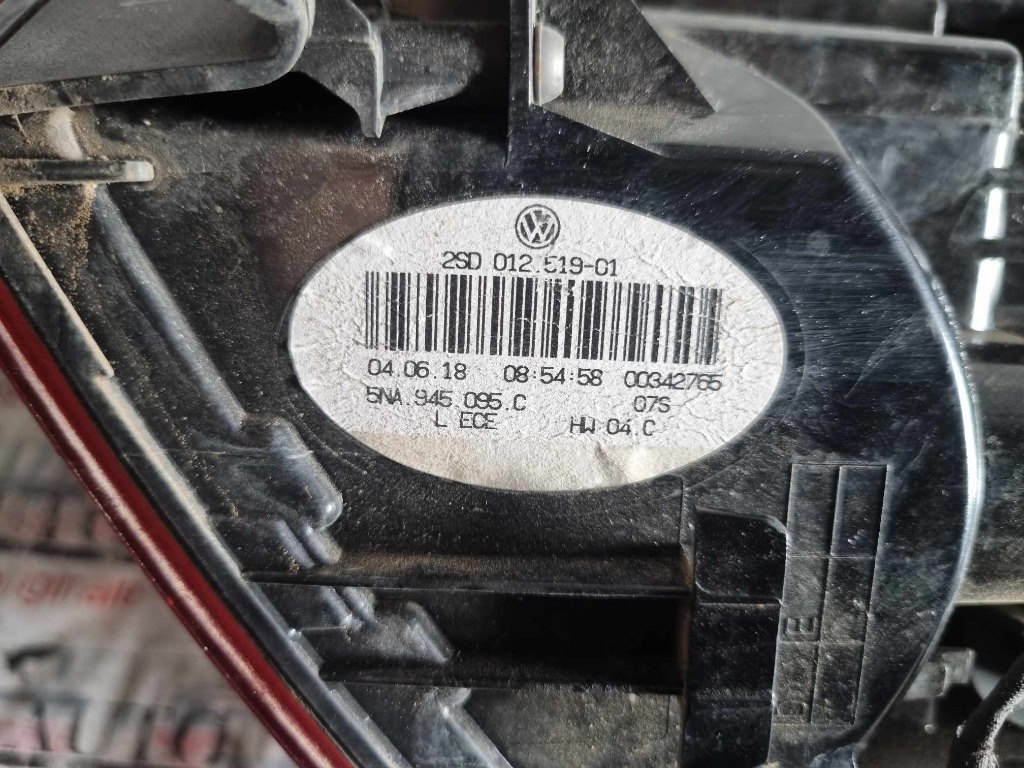 2SD 012.519-01
04.06.18 08:54:58 00342765
5NA.945.095.C 07S
L ECE HW 04.C